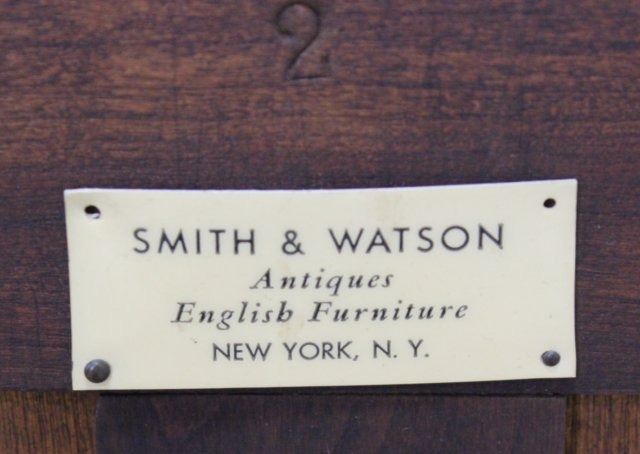 2
SMITH & WATSON
Antiques
English Furniture
NEW YORK, N. Y.